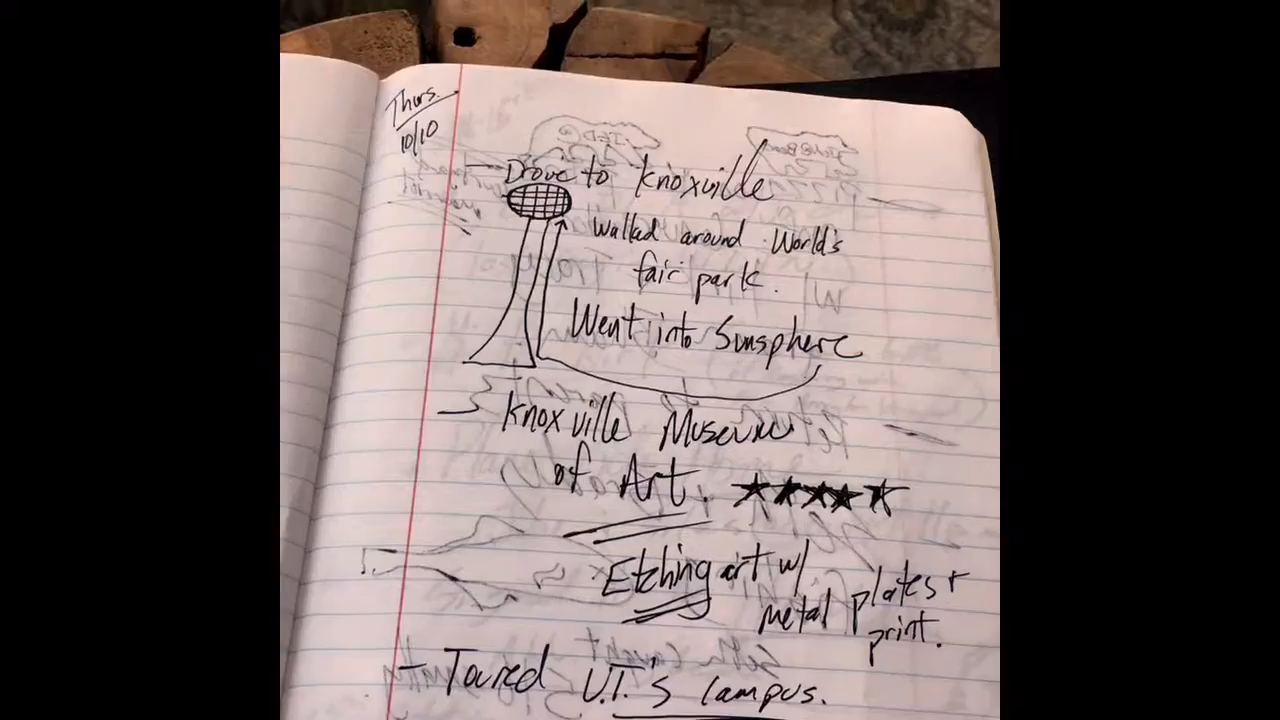 Thurs.
10/10
- Drove to Knoxville
Walked around World's
fair park.
Went into Sunsphere
Knoxville Museum
of Art. ★★★★⯪
Etching art w/
metal plates +
print.
- Toured U.T.'s campus.